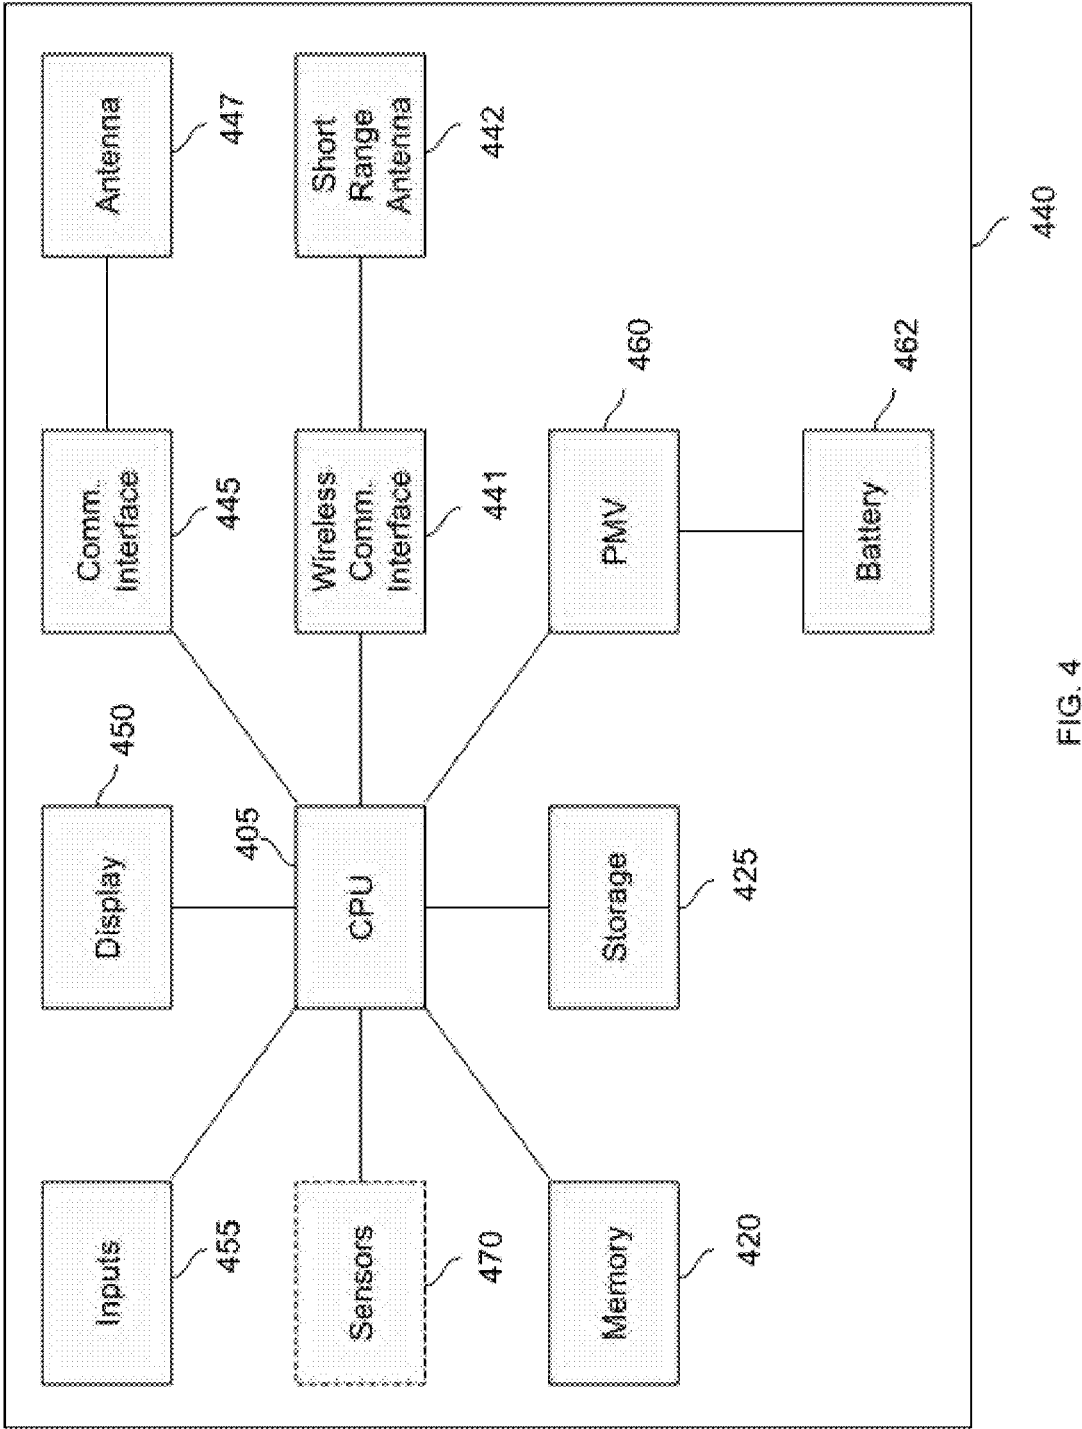 Inputs
455
Display
450
Comm.
Interface
445
Antenna
447
Sensors
470
CPU
405
Wireless
Comm.
Interface
441
Short
Range
Antenna
442
Memory
420
Storage
425
PMV
460
Battery
462
440
FIG. 4